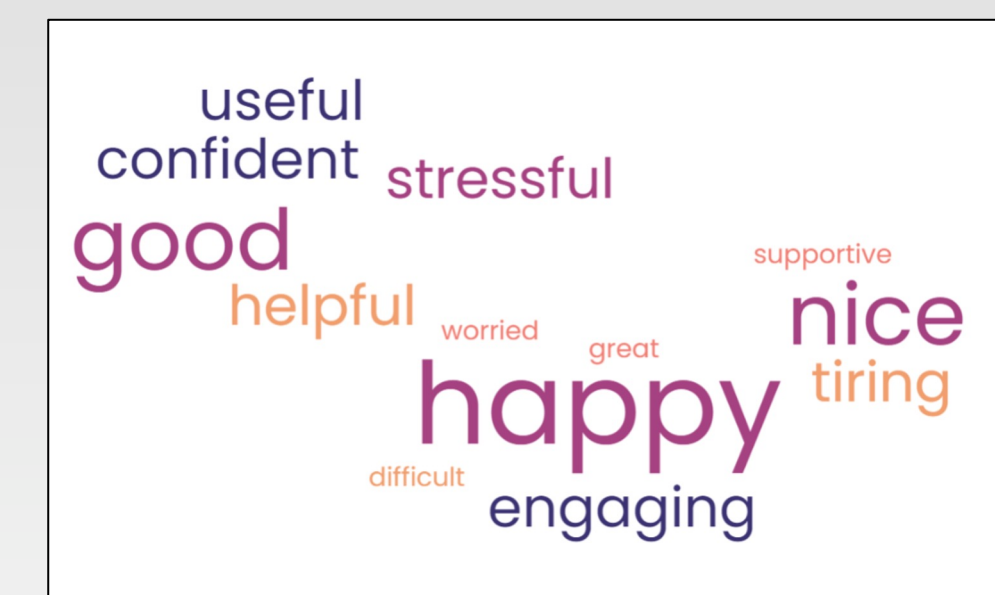 useful
confident
stressful
good
supportive
helpful
nice
worried
great
tiring
happy
difficult
engaging